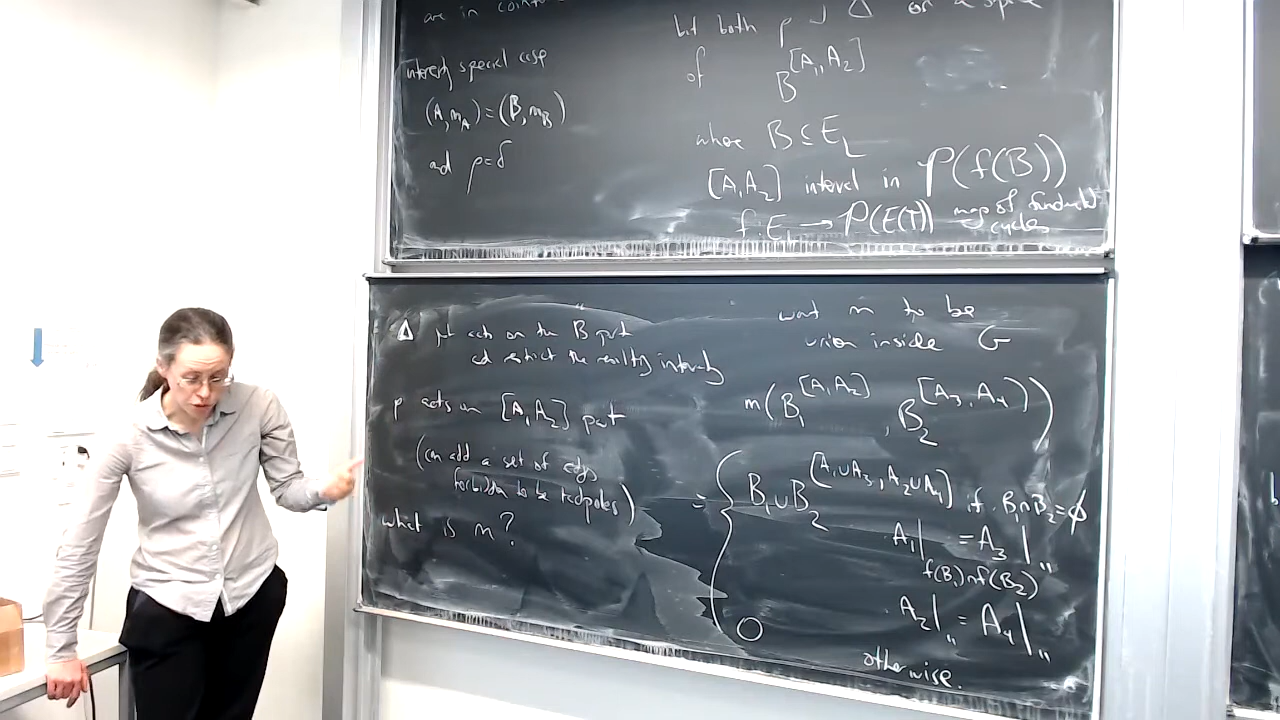 are in
interesting special case
(A, m_A) = (B, m_B)
and ρ = δ
but both ρ Δ on a space
of B^{[A_1, A_2]}
where B ⊆ E_L
[A_1 A_2] interval in P(f(B))
f: E_L → P(E(T)) map of fundamental cycles
Δ just acts on the B part
and restrict the resulting intervals
ρ acts on [A_1 A_2] part
(can add a set of edges
forbidden to be tadpoles)
what is m?
want m to be
union inside G
m(B_1^{[A_1 A_2]}, B_2^{[A_3, A_4]})
= { B_1 ∪ B_2^{[A_1 ∪ A_3, A_2 ∪ A_4]} if B_1 ∩ B_2 = ∅
A_1| = A_3|"
f(B_1) ∩ f(B_2)
A_2|" = A_4|"
0 otherwise.